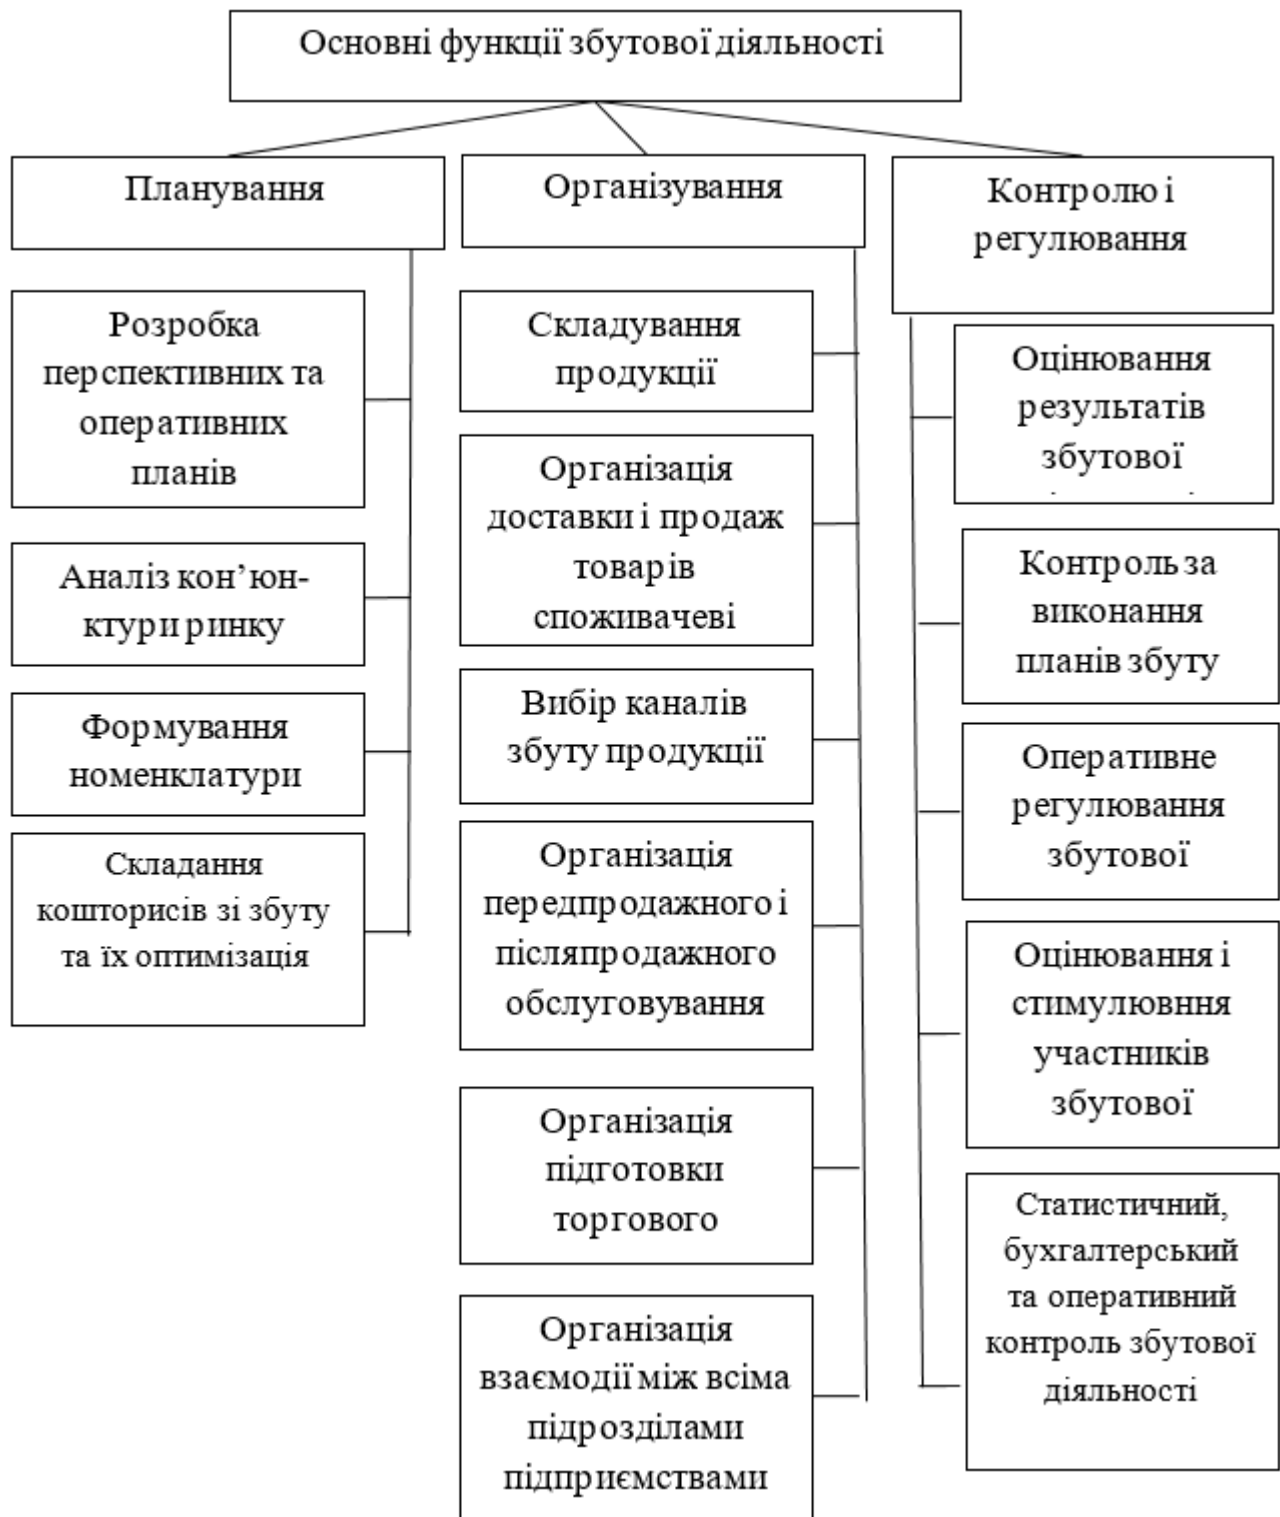 Основні функції збутової діяльності
Планування
Розробка
перспективних та
оперативних
планів
Аналіз кон’юн-
ктури ринку
Формування
номенклатури
Складання
кошторисів зі збуту
та їх оптимізація
Організування
Складування
продукції
Організація
доставки і продаж
товарів
споживачеві
Вибір каналів
збуту продукції
Організація
передпродажного і
післяпродажного
обслуговування
Організація
підготовки
торгового
Організація
взаємодії між всіма
підрозділами
підприємствами
Контролю і
регулювання
Оцінювання
результатів
збутової
Контроль за
виконання
планів збуту
Оперативне
регулювання
збутової
Оцінювання і
стимулювння
участників
збутової
Статистичний,
бухгалтерський
та оперативний
контроль збутової
діяльності